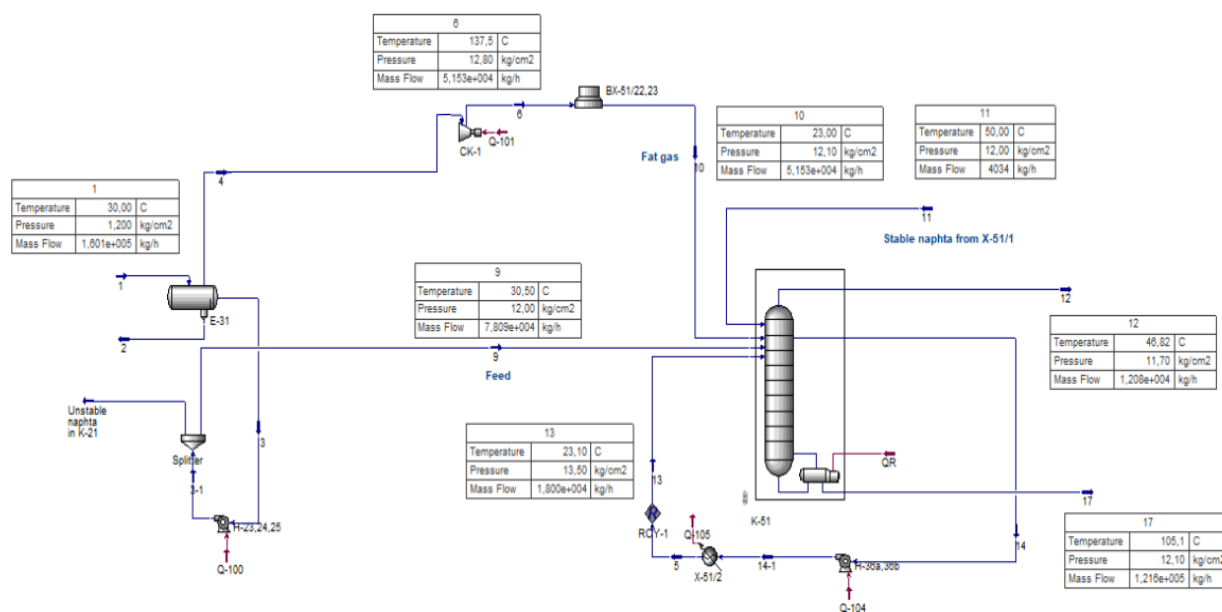 6
Temperature 137,5 C
Pressure 12,80 kg/cm2
Mass Flow 5,153e+004 kg/h
BX-51/22,23
6
CK-1
Q-101
4
Fat gas
10
10
Temperature 23,00 C
Pressure 12,10 kg/cm2
Mass Flow 5,153e+004 kg/h
11
Temperature 50,00 C
Pressure 12,00 kg/cm2
Mass Flow 4034 kg/h
1
Temperature 30,00 C
Pressure 1,200 kg/cm2
Mass Flow 1,601e+005 kg/h
11
Stable naphta from X-51/1
1
E-31
2
9
Temperature 30,50 C
Pressure 12,00 kg/cm2
Mass Flow 7,809e+004 kg/h
9
Feed
12
12
Temperature 46,82 C
Pressure 11,70 kg/cm2
Mass Flow 1,208e+004 kg/h
Unstable
naphta
in K-21
Splitter
3
3-1
H-23,24,25
Q-100
13
Temperature 23,10 C
Pressure 13,50 kg/cm2
Mass Flow 1,800e+004 kg/h
13
R
RCY-1
Q-105
5
X-51/2
14-1
H-36a,36b
Q-104
14
QR
K-51
17
17
Temperature 105,1 C
Pressure 12,10 kg/cm2
Mass Flow 1,216e+005 kg/h